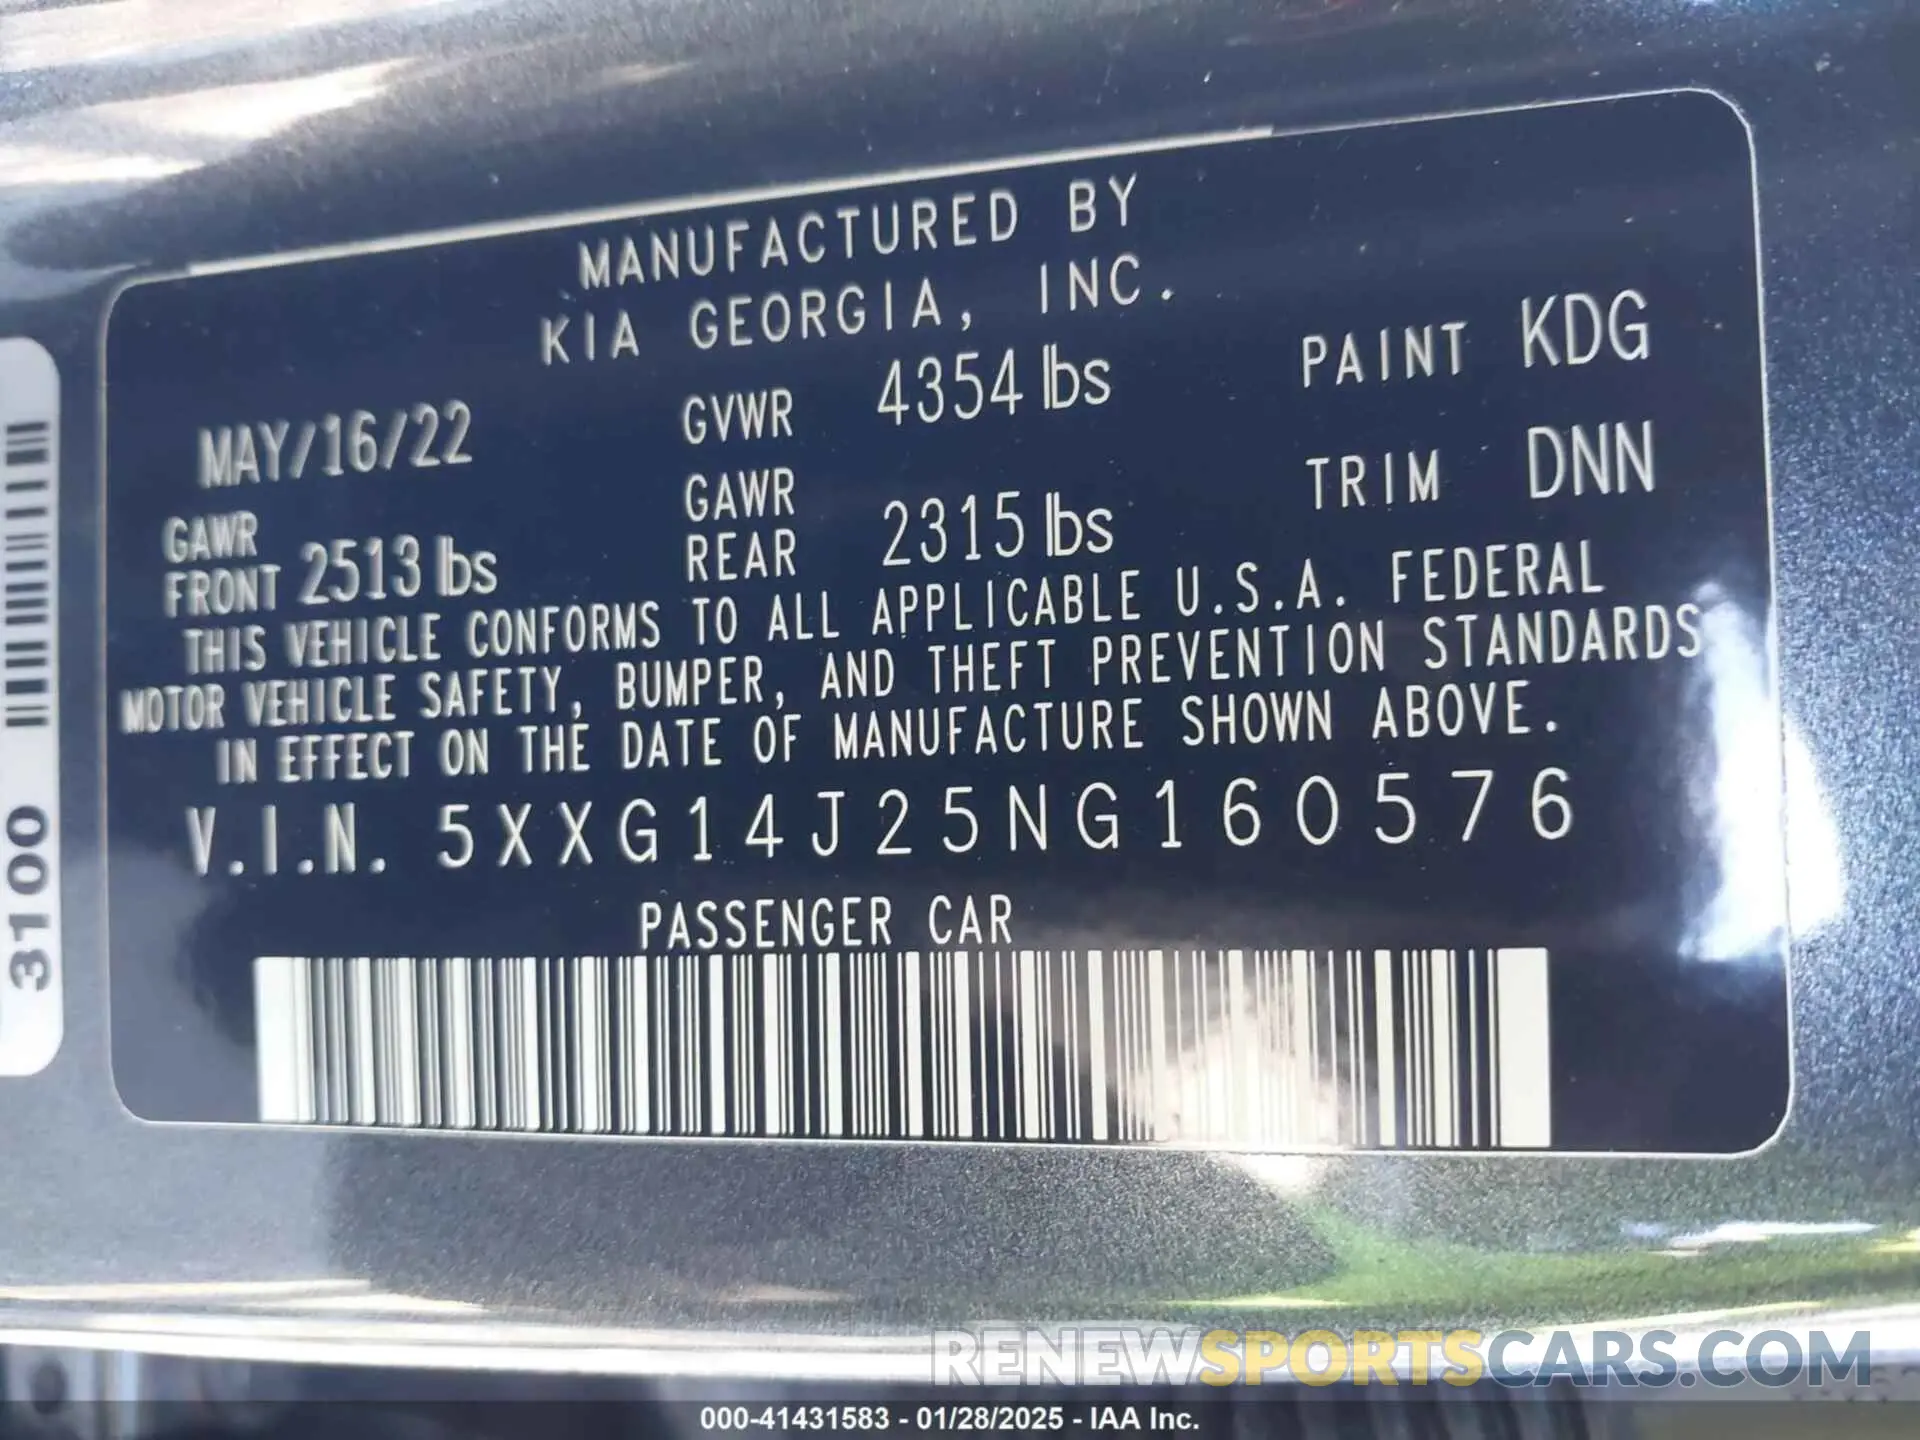 MANUFACTURED BY
KIA GEORGIA, INC.
MAY/16/22 GVWR 4354 lbs PAINT KDG
GAWR FRONT 2513 lbs GAWR REAR 2315 lbs TRIM DNN
THIS VEHICLE CONFORMS TO ALL APPLICABLE U.S.A. FEDERAL
MOTOR VEHICLE SAFETY, BUMPER, AND THEFT PREVENTION STANDARDS
IN EFFECT ON THE DATE OF MANUFACTURE SHOWN ABOVE.
V.I.N. 5XXG14J25NG160576
PASSENGER CAR
3100
RENEWSPORTSCARS.COM
000-41431583 - 01/28/2025 - IAA Inc.